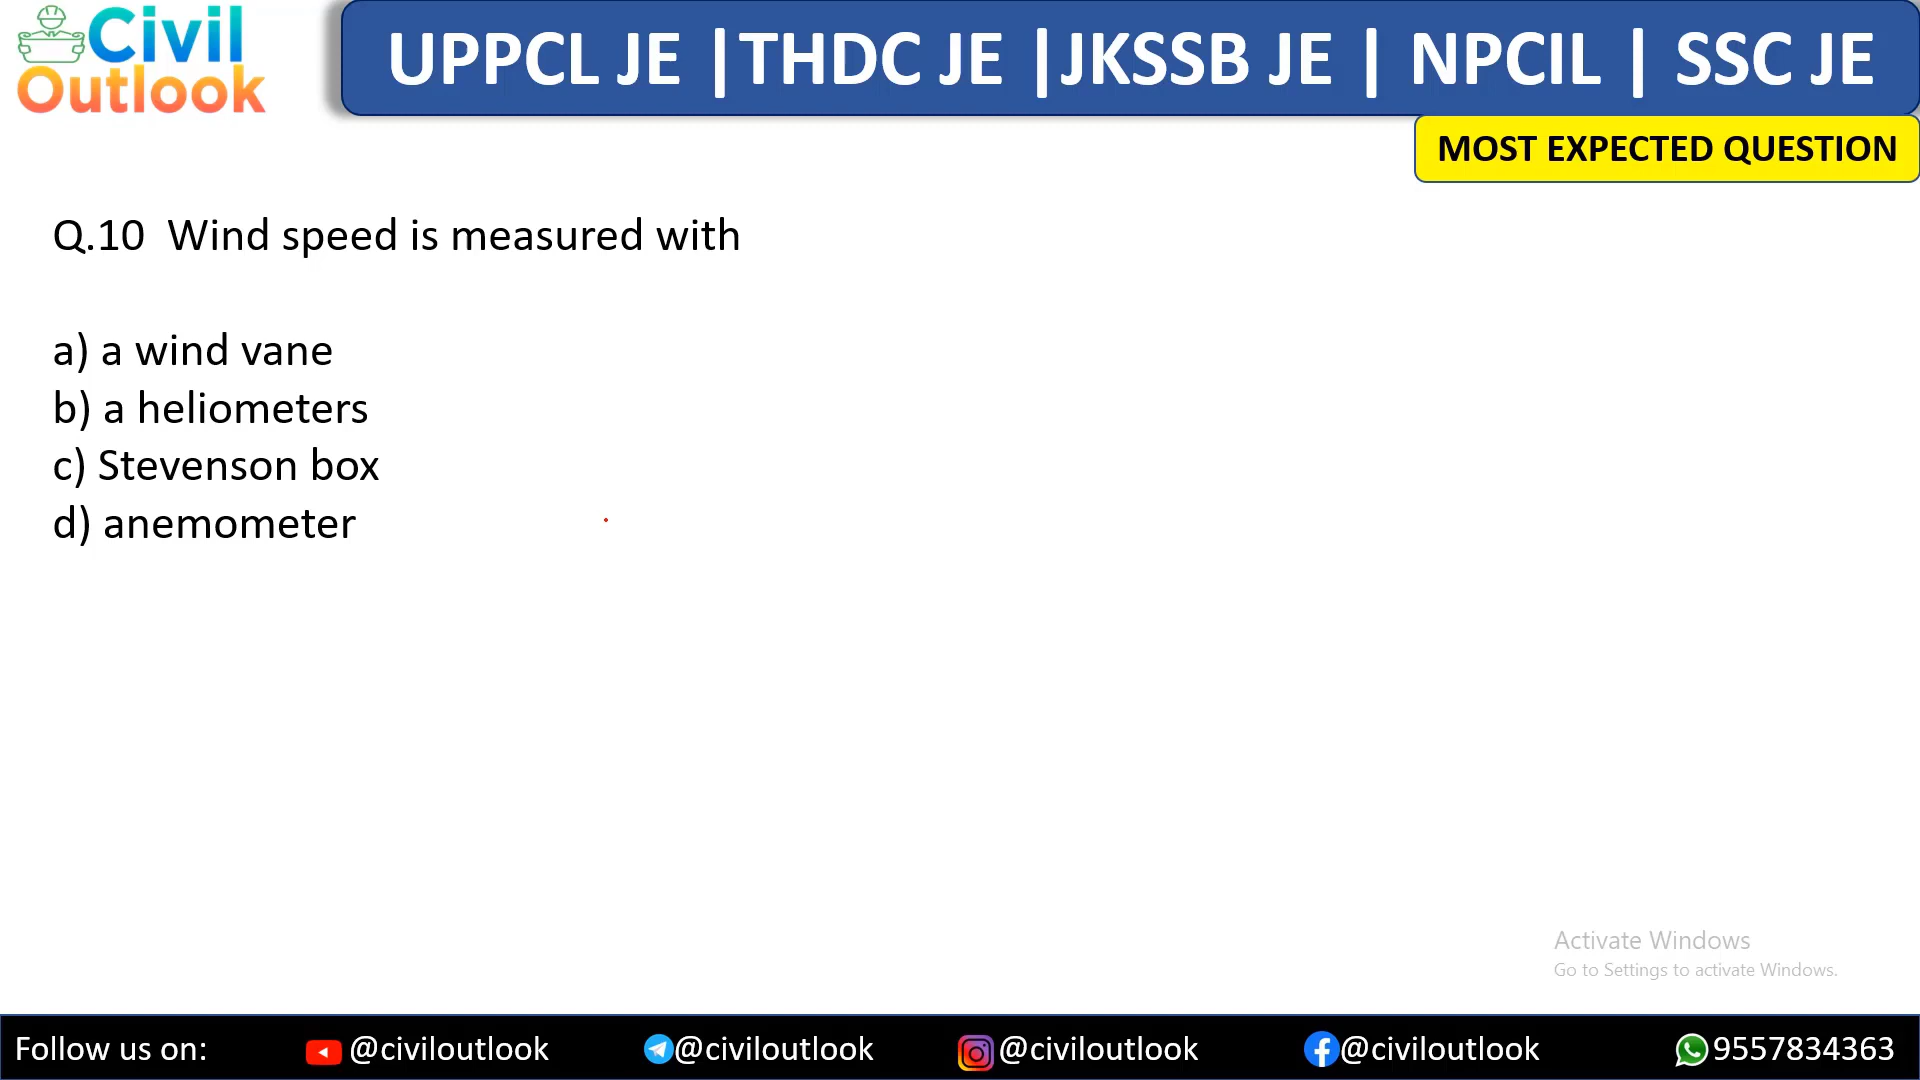 Civil
Outlook
UPPCL JE |THDC JE |JKSSB JE | NPCIL | SSC JE
MOST EXPECTED QUESTION
Q.10 Wind speed is measured with
a) a wind vane
b) a heliometers
c) Stevenson box
d) anemometer
Activate Windows
Go to Settings to activate Windows.
Follow us on: @civiloutlook @civiloutlook @civiloutlook @civiloutlook 9557834363